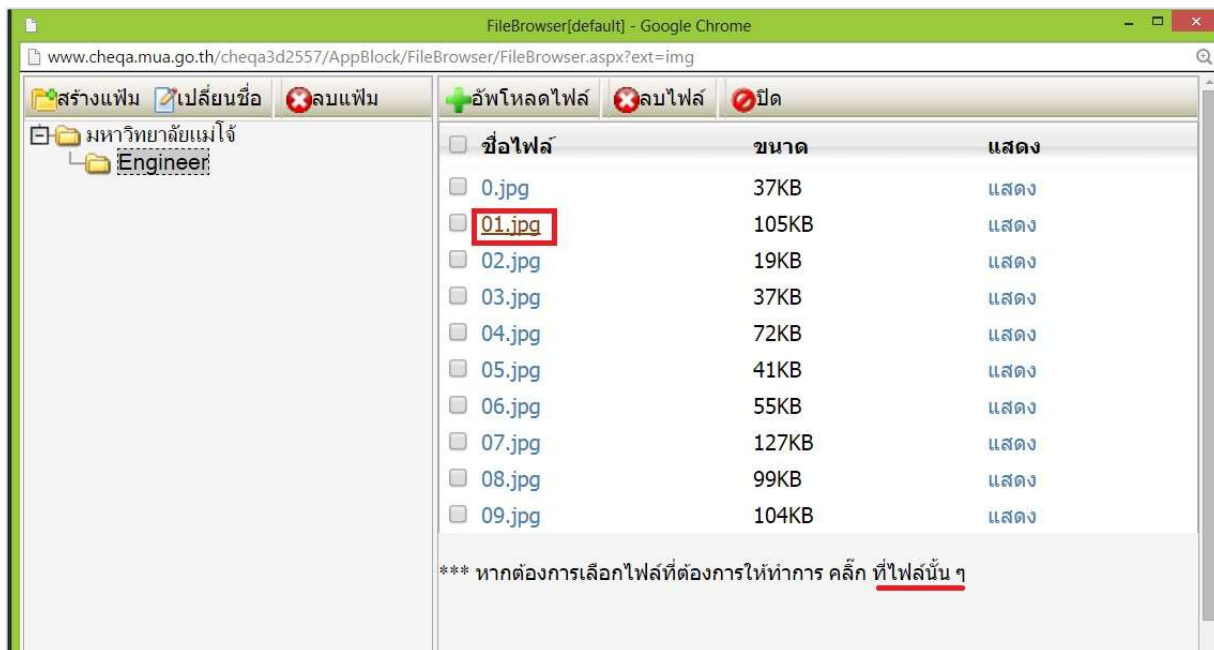 FileBrowser[default] - Google Chrome
www.cheqa.mua.go.th/cheqa3d2557/AppBlock/FileBrowser/FileBrowser.aspx?ext=img
สร้างแฟ้ม เปลี่ยนชื่อ ลบแฟ้ม
อัพโหลดไฟล์ ลบไฟล์ ปิด
มหาวิทยาลัยแม่โจ้
Engineer
ชื่อไฟล์ ขนาด แสดง
0.jpg 37KB แสดง
01.jpg 105KB แสดง
02.jpg 19KB แสดง
03.jpg 37KB แสดง
04.jpg 72KB แสดง
05.jpg 41KB แสดง
06.jpg 55KB แสดง
07.jpg 127KB แสดง
08.jpg 99KB แสดง
09.jpg 104KB แสดง
*** หากต้องการเลือกไฟล์ที่ต้องการให้ทำการ คลิ๊ก ที่ไฟล์นั้น ๆ